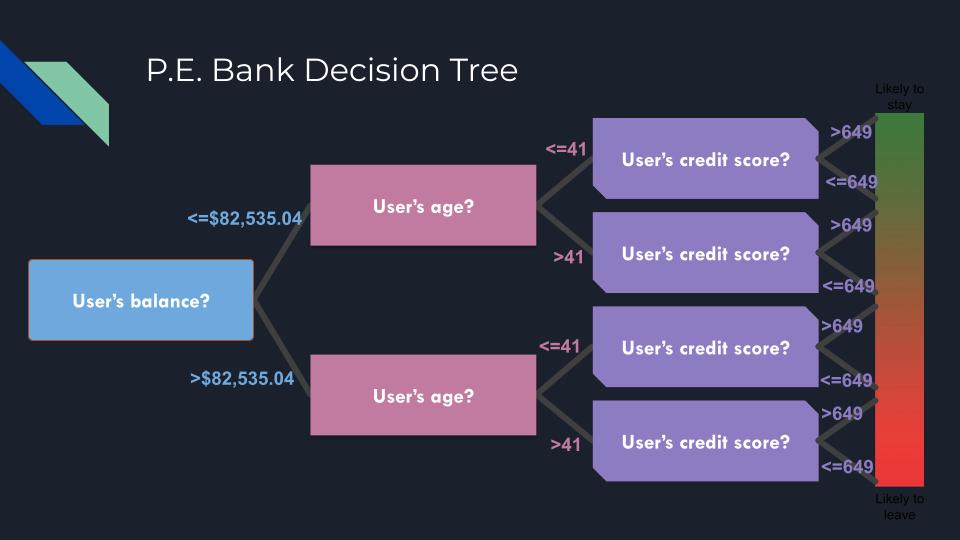 P.E. Bank Decision Tree
Likely to
stay
>649
<=41
User's credit score?
<=649
User's age?
<=$82,535.04
>649
User's credit score?
>41
<=649
User's balance?
>649
<=41
User's credit score?
>$82,535.04
<=649
User's age?
>649
>41
User's credit score?
<=649
Likely to
leave